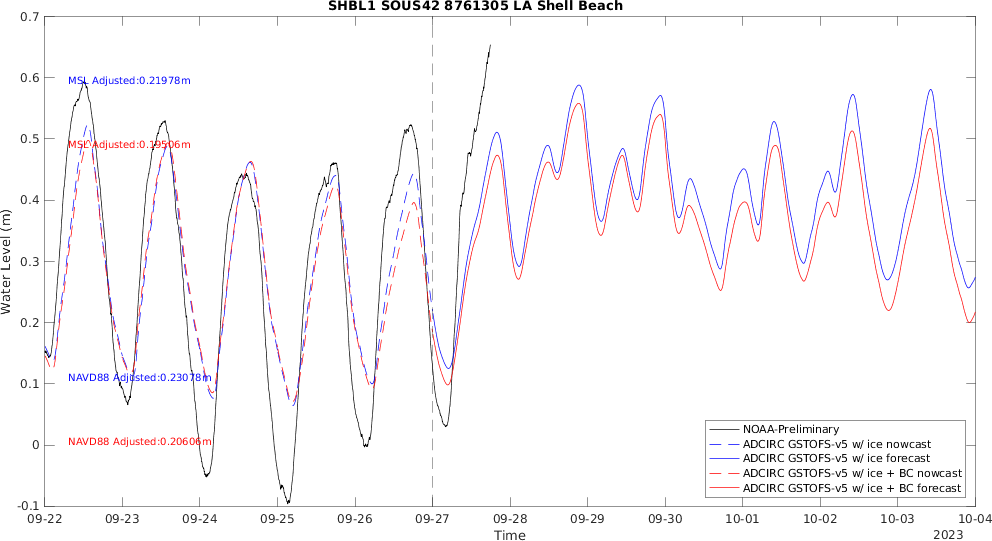 SHBL1 SOUS42 8761305 LA Shell Beach
0.7
0.6
0.5
0.4
0.3
0.2
0.1
0
-0.1
Water Level (m)
MSL Adjusted:0.21978m
MSL Adjusted:0.19506m
NAVD88 Adjusted:0.23078m
NAVD88 Adjusted:0.20606m
NOAA-Preliminary
ADCIRC GSTOFS-v5 w/ ice nowcast
ADCIRC GSTOFS-v5 w/ ice forecast
ADCIRC GSTOFS-v5 w/ ice + BC nowcast
ADCIRC GSTOFS-v5 w/ ice + BC forecast
09-22 09-23 09-24 09-25 09-26 09-27 09-28 09-29 09-30 10-01 10-02 10-03 10-04
Time
2023